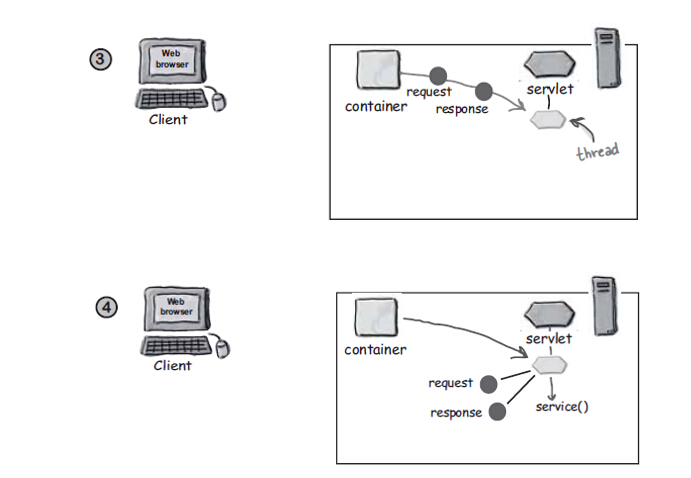 3
Web
browser
Client
container
request
response
servlet
thread
4
Web
browser
Client
container
servlet
request
response
service()